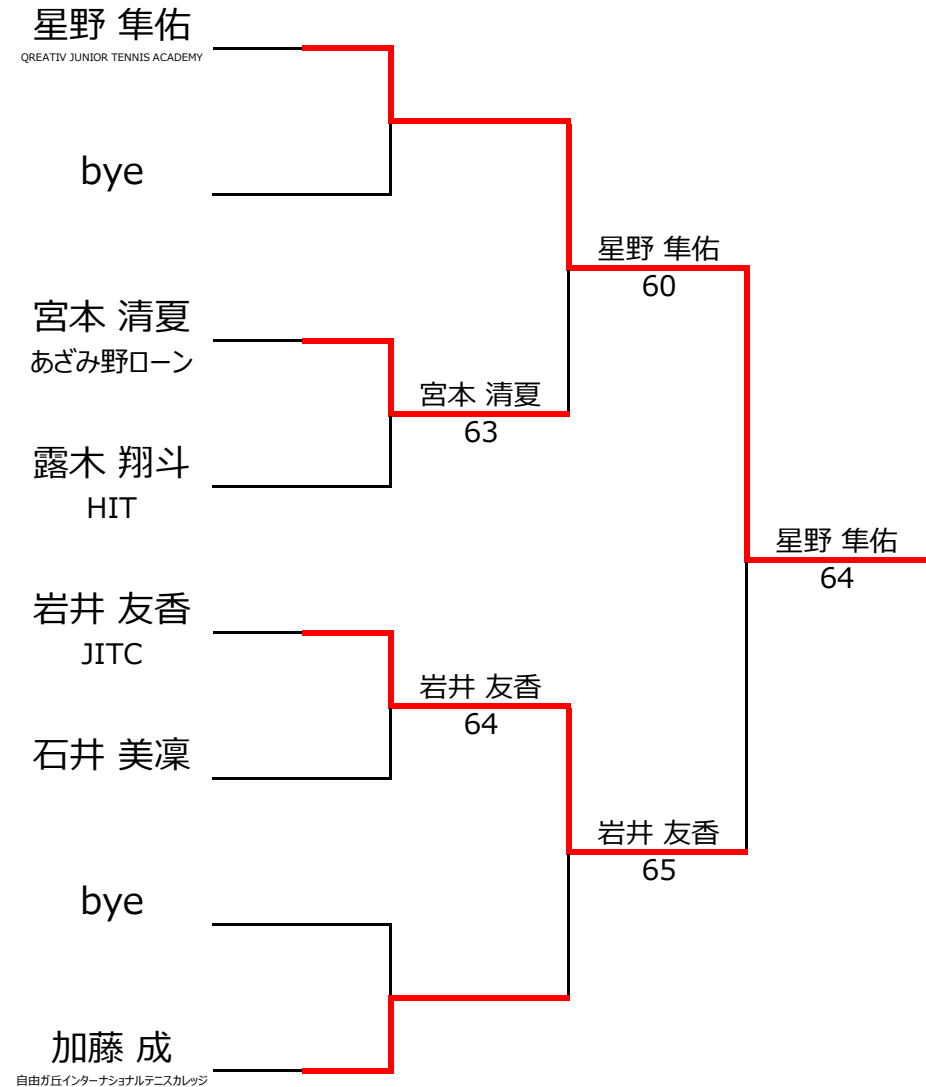 星野 隼佑
QREATIV JUNIOR TENNIS ACADEMY
bye
宮本 清夏
あざみ野ローン
露木 翔斗
HIT
岩井 友香
JITC
石井 美凜
bye
加藤 成
自由ガ丘インターナショナルテニスカレッジ
宮本 清夏
63
岩井 友香
64
星野 隼佑
60
岩井 友香
65
星野 隼佑
64